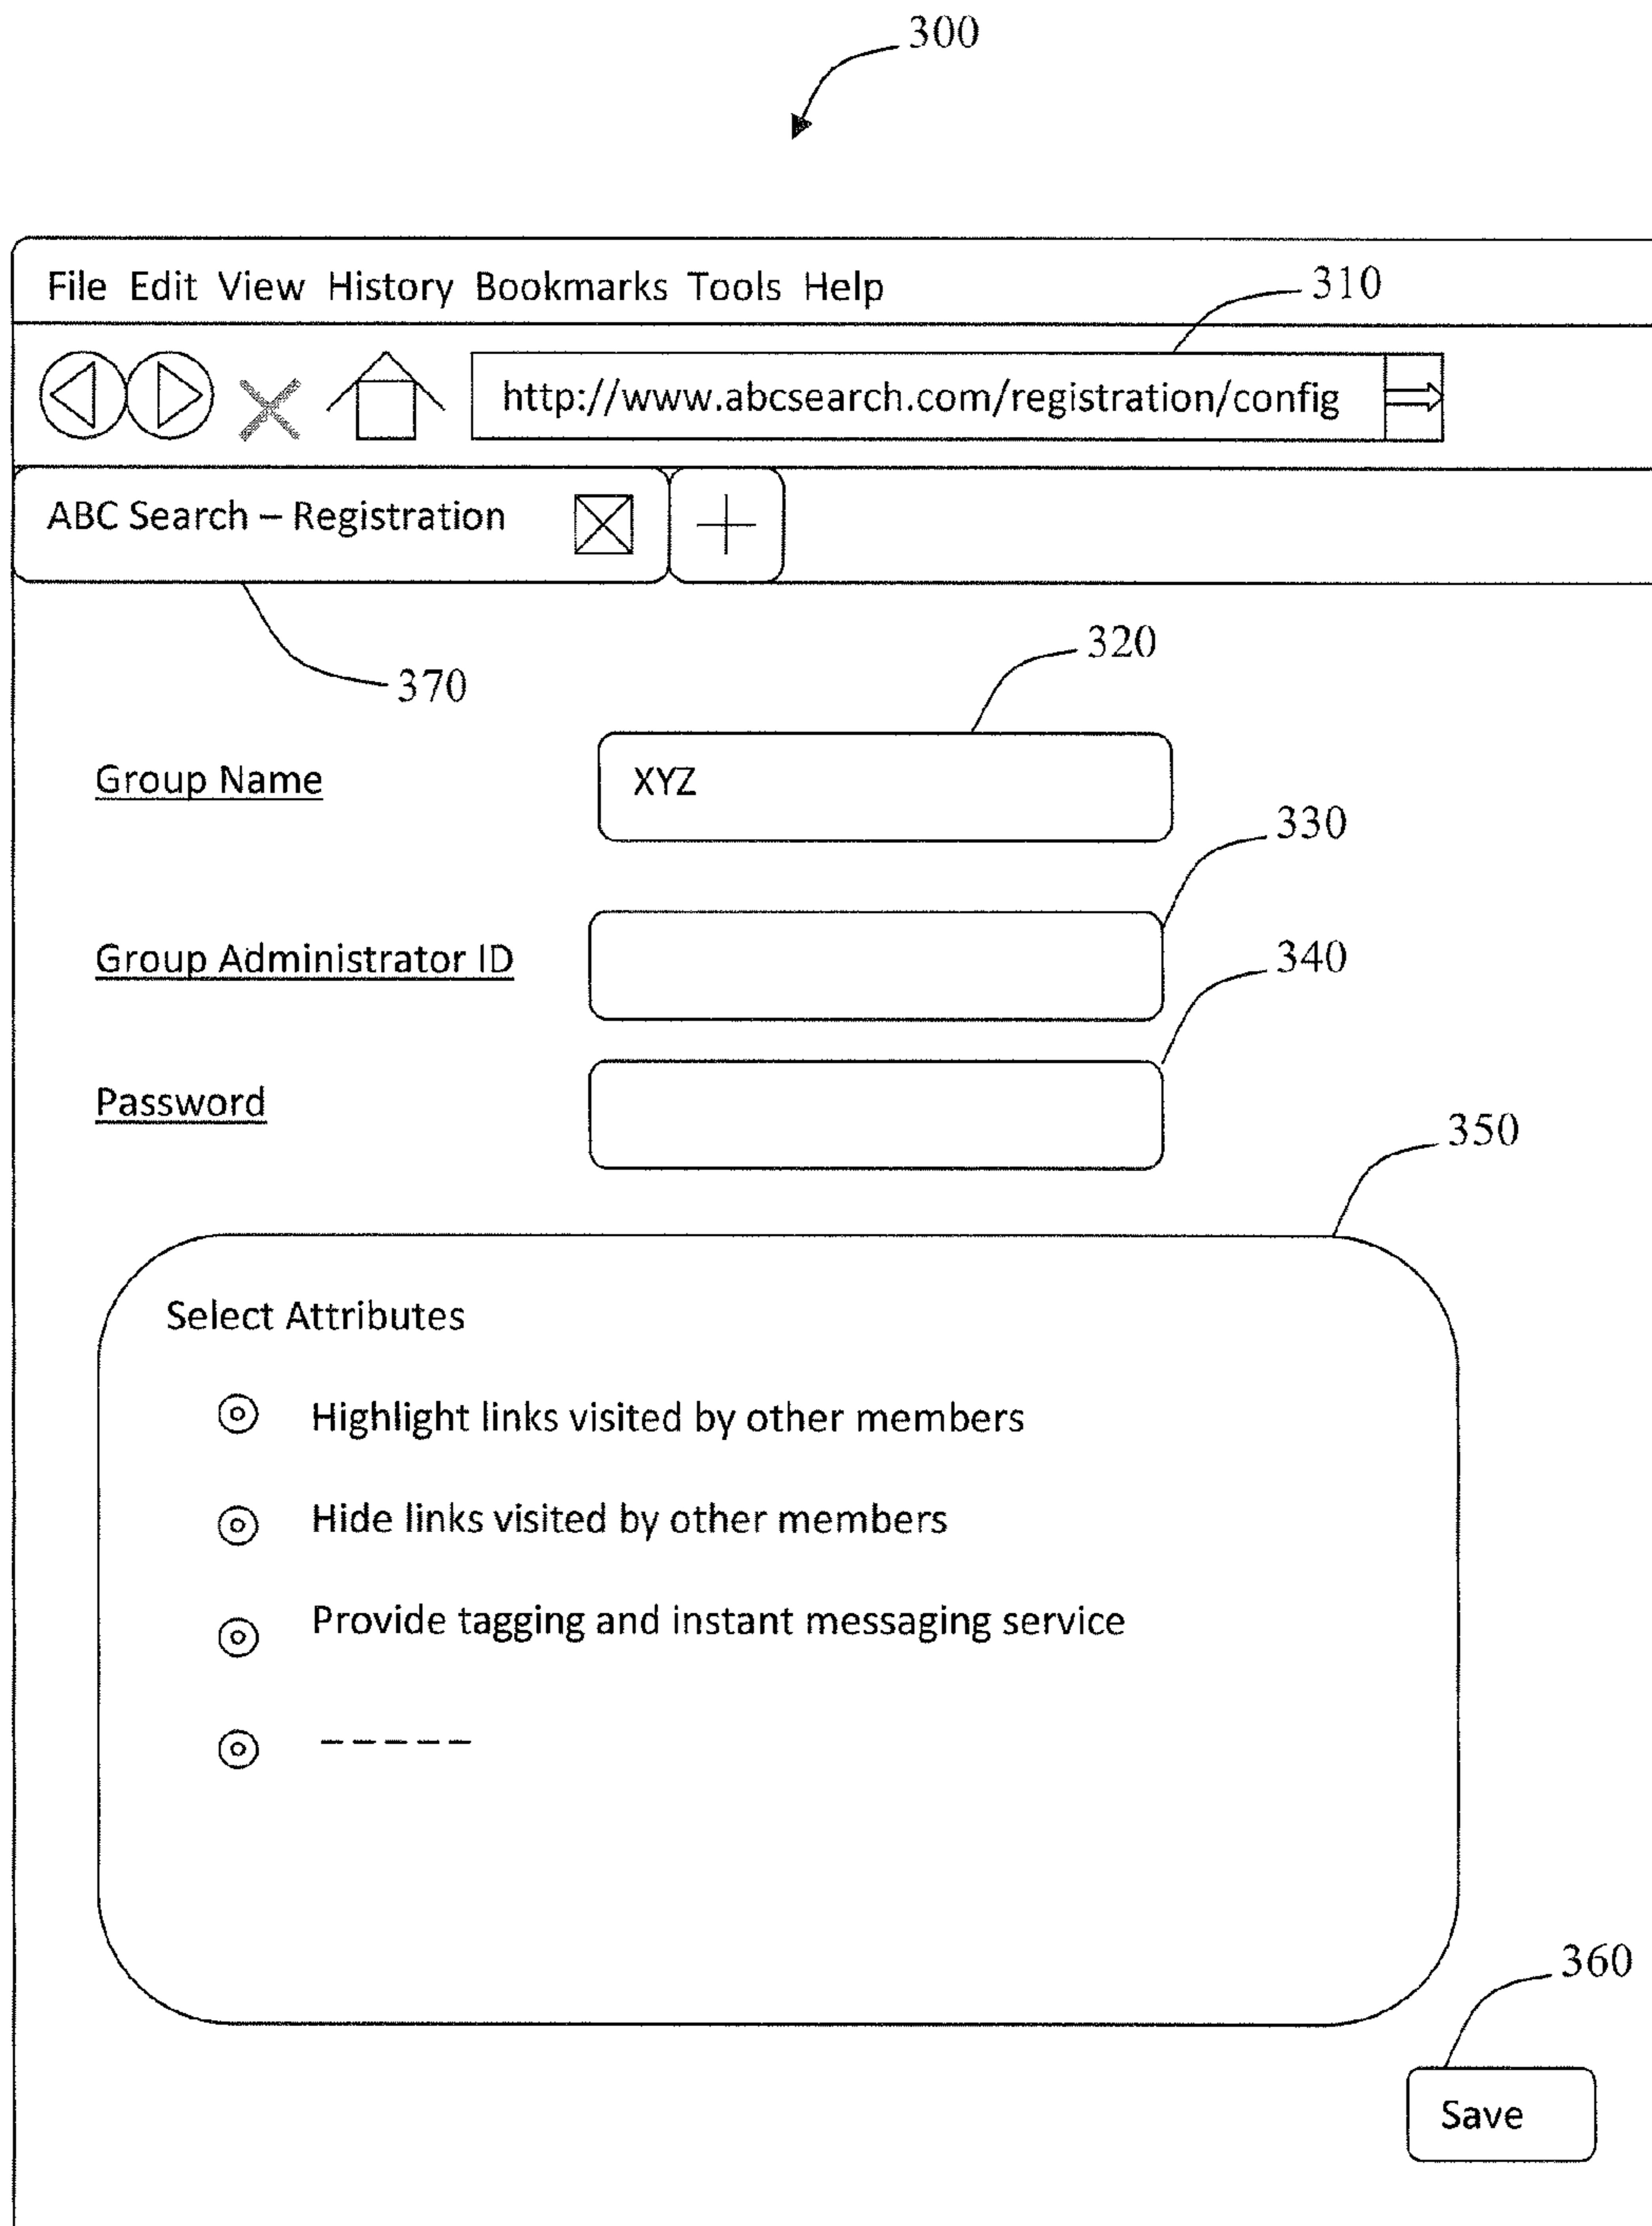 300
File Edit View History Bookmarks Tools Help
310
http://www.abcsearch.com/registration/config
ABC Search – Registration
370
320
Group Name
XYZ
330
Group Administrator ID
340
Password
350
Select Attributes
Highlight links visited by other members
Hide links visited by other members
Provide tagging and instant messaging service
-----
360
Save